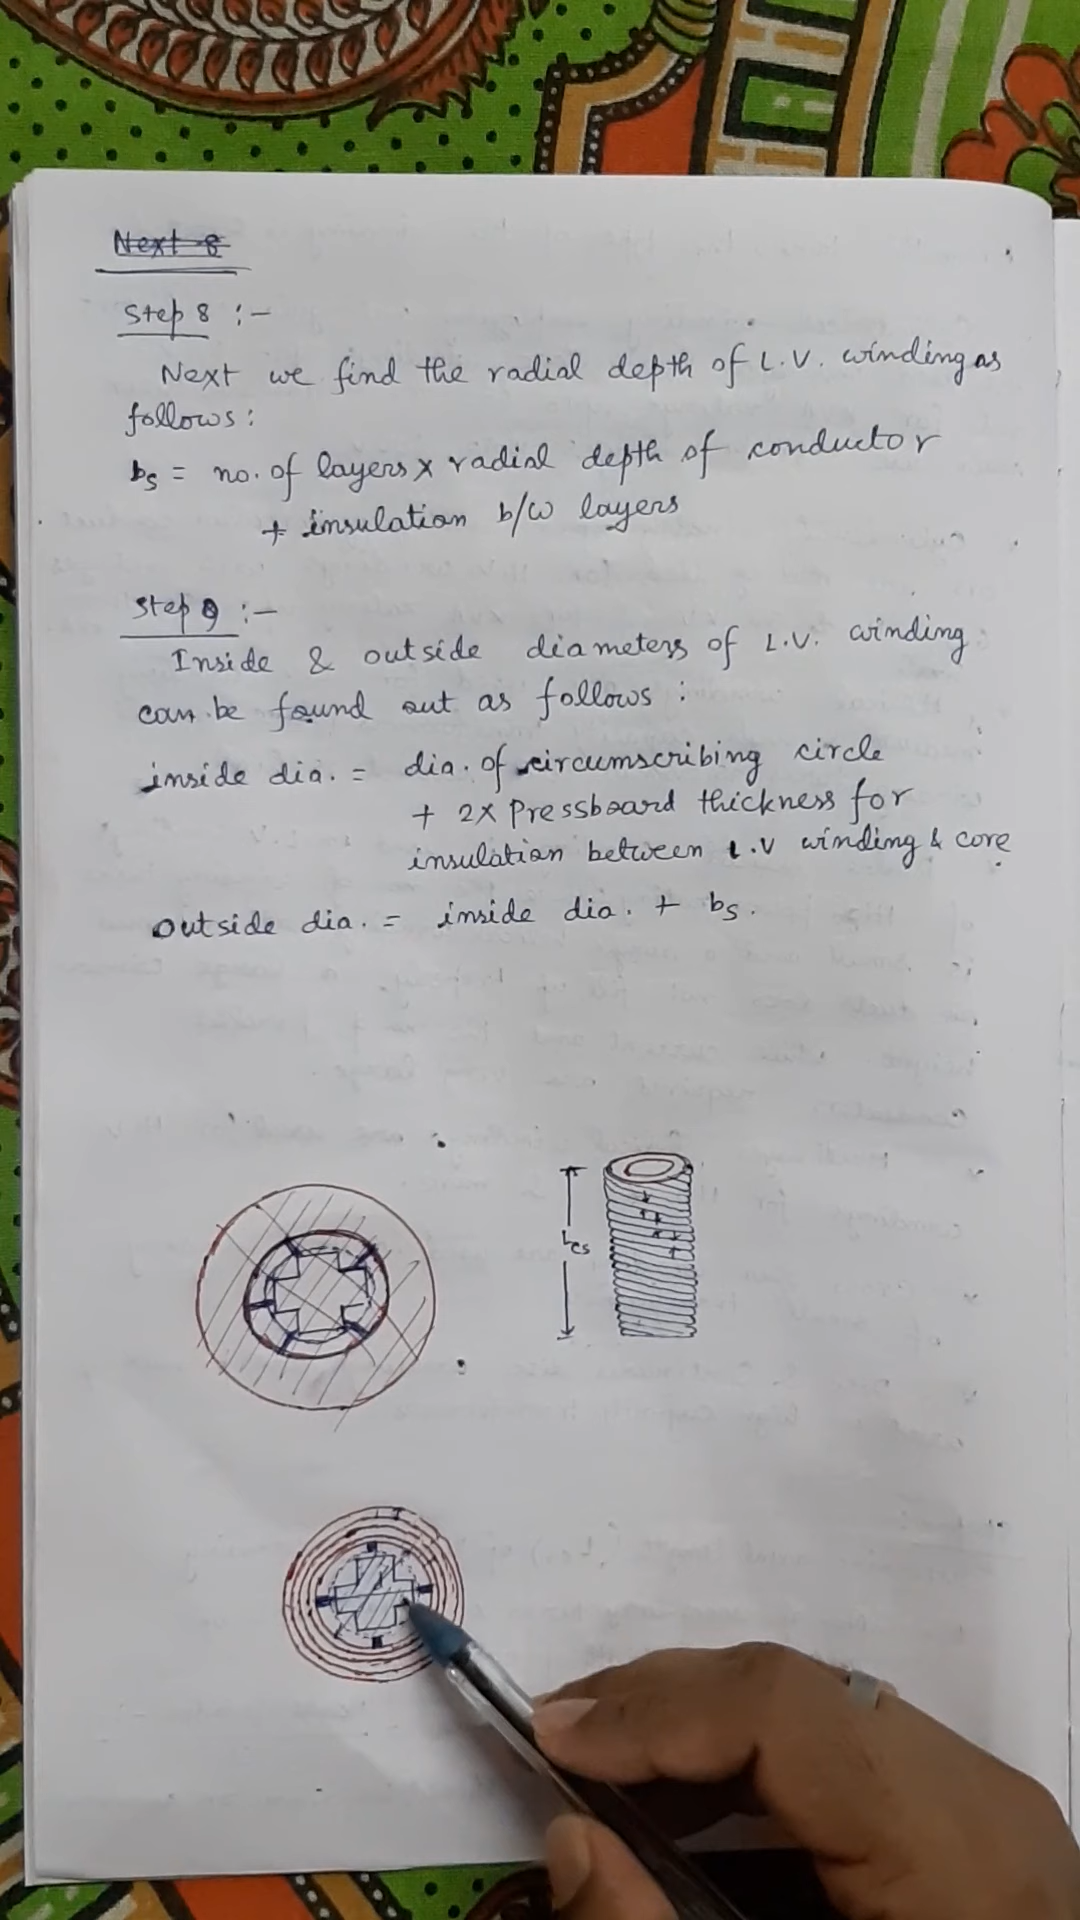 Next 8
Step 8 :-
Next we find the radial depth of L.V. winding as
follows:
bs = no. of layers x radial depth of conductor
+ insulation b/w layers
Step 9 :-
Inside & outside diameters of L.V. winding
can be found out as follows :
inside dia. = dia. of circumscribing circle
+ 2x Pressboard thickness for
insulation between L.V winding & core
outside dia. = inside dia. + bs.
Lcs